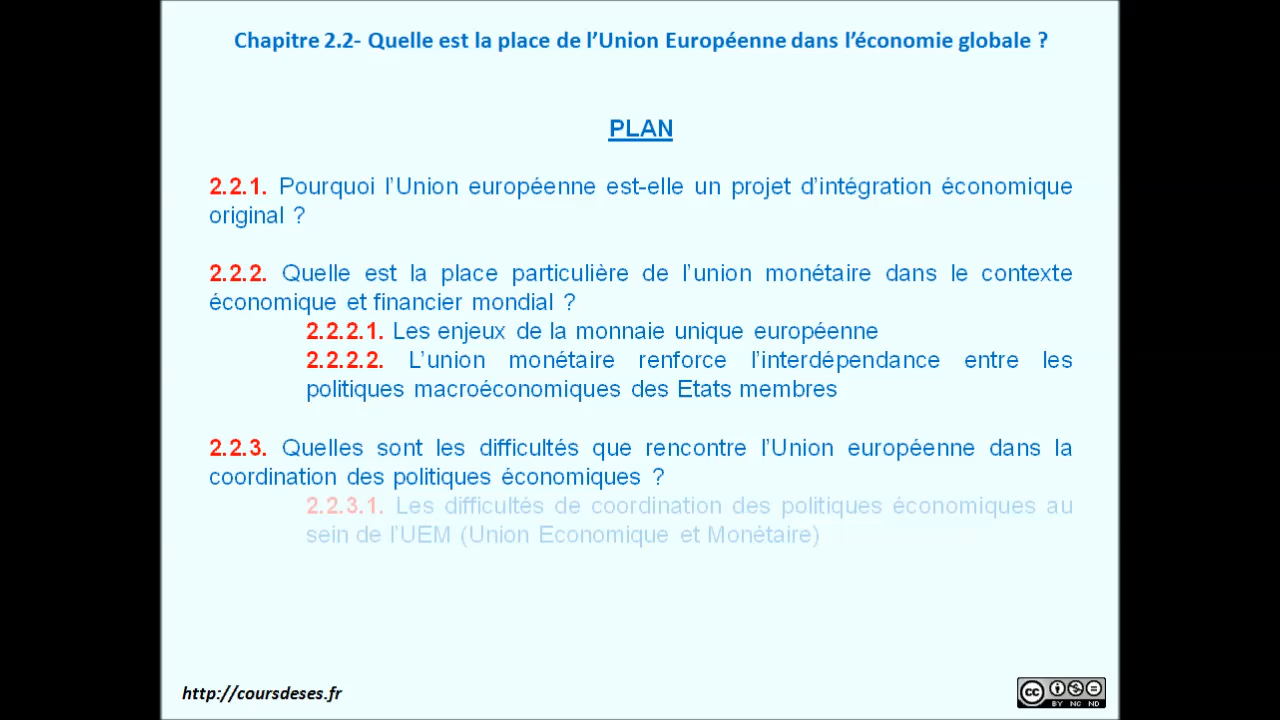 Chapitre 2.2- Quelle est la place de l’Union Européenne dans l’économie globale ?
PLAN
2.2.1. Pourquoi l’Union européenne est-elle un projet d’intégration économique
original ?
2.2.2. Quelle est la place particulière de l’union monétaire dans le contexte
économique et financier mondial ?
2.2.2.1. Les enjeux de la monnaie unique européenne
2.2.2.2. L’union monétaire renforce l’interdépendance entre les
politiques macroéconomiques des Etats membres
2.2.3. Quelles sont les difficultés que rencontre l’Union européenne dans la
coordination des politiques économiques ?
2.2.3.1. Les difficultés de coordination des politiques économiques au
sein de l’UEM (Union Economique et Monétaire)
http://coursdeses.fr
cc
BY NC ND